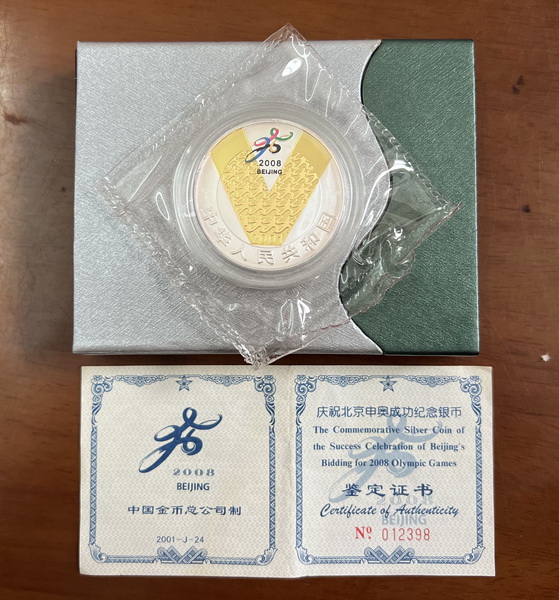 2008
BEIJING
中华人民共和国
2008
BEIJING
中国金币总公司制
2001-J-24
庆祝北京申奥成功纪念银币
The Commemorative Silver Coin of
the Success Celebration of Beijing's
Bidding for 2008 Olympic Games
鉴定证书
2008
Certificate of Authenticity
BEIJING
Nº 012398